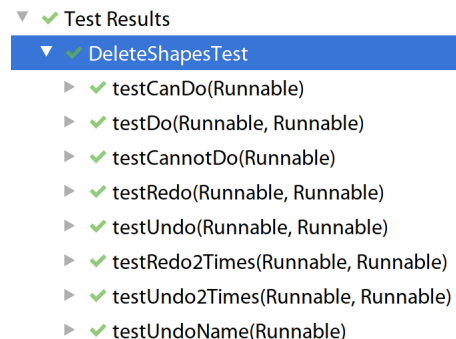 Test Results
DeleteShapesTest
testCanDo(Runnable)
testDo(Runnable, Runnable)
testCannotDo(Runnable)
testRedo(Runnable, Runnable)
testUndo(Runnable, Runnable)
testRedo2Times(Runnable, Runnable)
testUndo2Times(Runnable, Runnable)
testUndoName(Runnable)